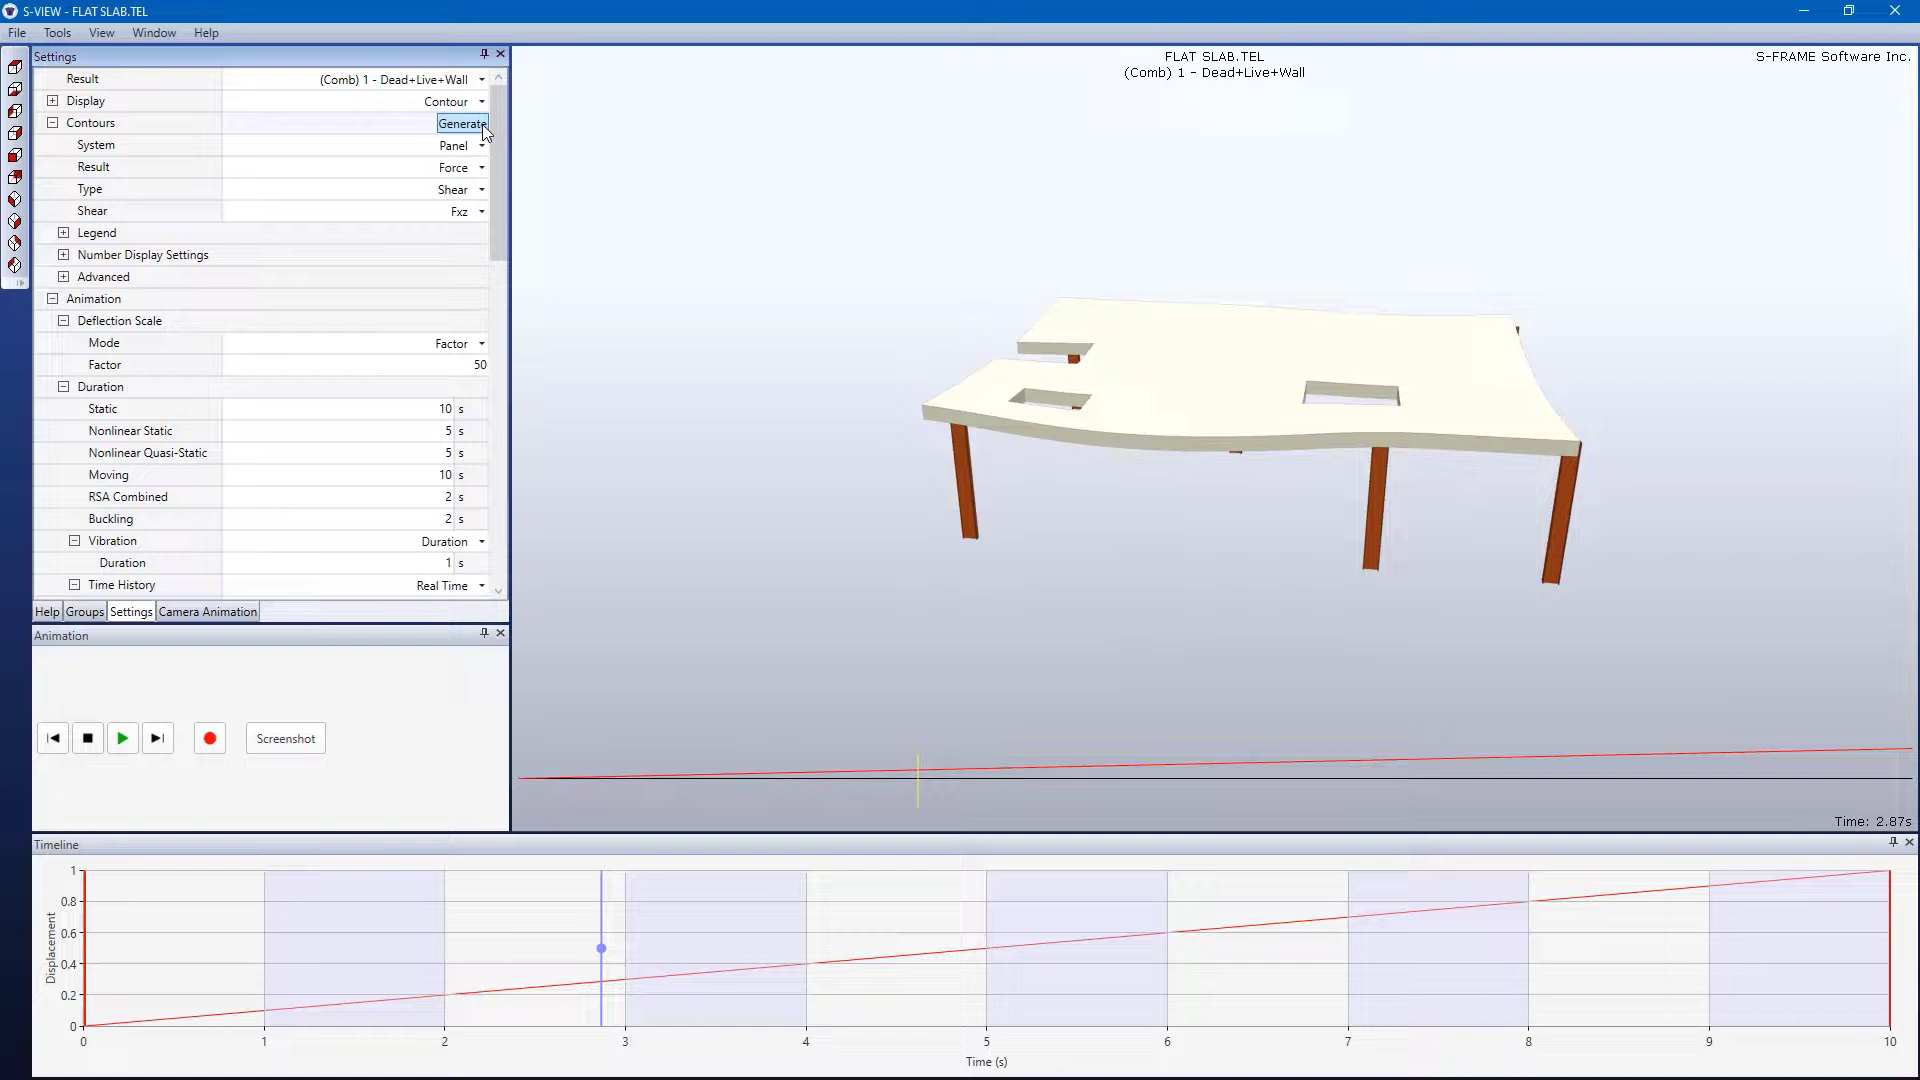 S-VIEW - FLAT SLAB.TEL
File Tools View Window Help
Settings
Result (Comb) 1 - Dead+Live+Wall
Display Contour
Contours Generate
System Panel
Result Force
Type Shear
Shear Fxz
Legend
Number Display Settings
Advanced
Animation
Deflection Scale
Mode Factor
Factor 50
Duration
Static 10 s
Nonlinear Static 5 s
Nonlinear Quasi-Static 5 s
Moving 10 s
RSA Combined 2 s
Buckling 2 s
Vibration Duration
Duration 1 s
Time History Real Time
Help Groups Settings Camera Animation
Animation
Screenshot
FLAT SLAB.TEL
(Comb) 1 - Dead+Live+Wall
S-FRAME Software Inc.
Time: 2.87s
Timeline
Displacement
1
0.8
0.6
0.4
0.2
0
0 1 2 3 4 5 6 7 8 9 10
Time (s)